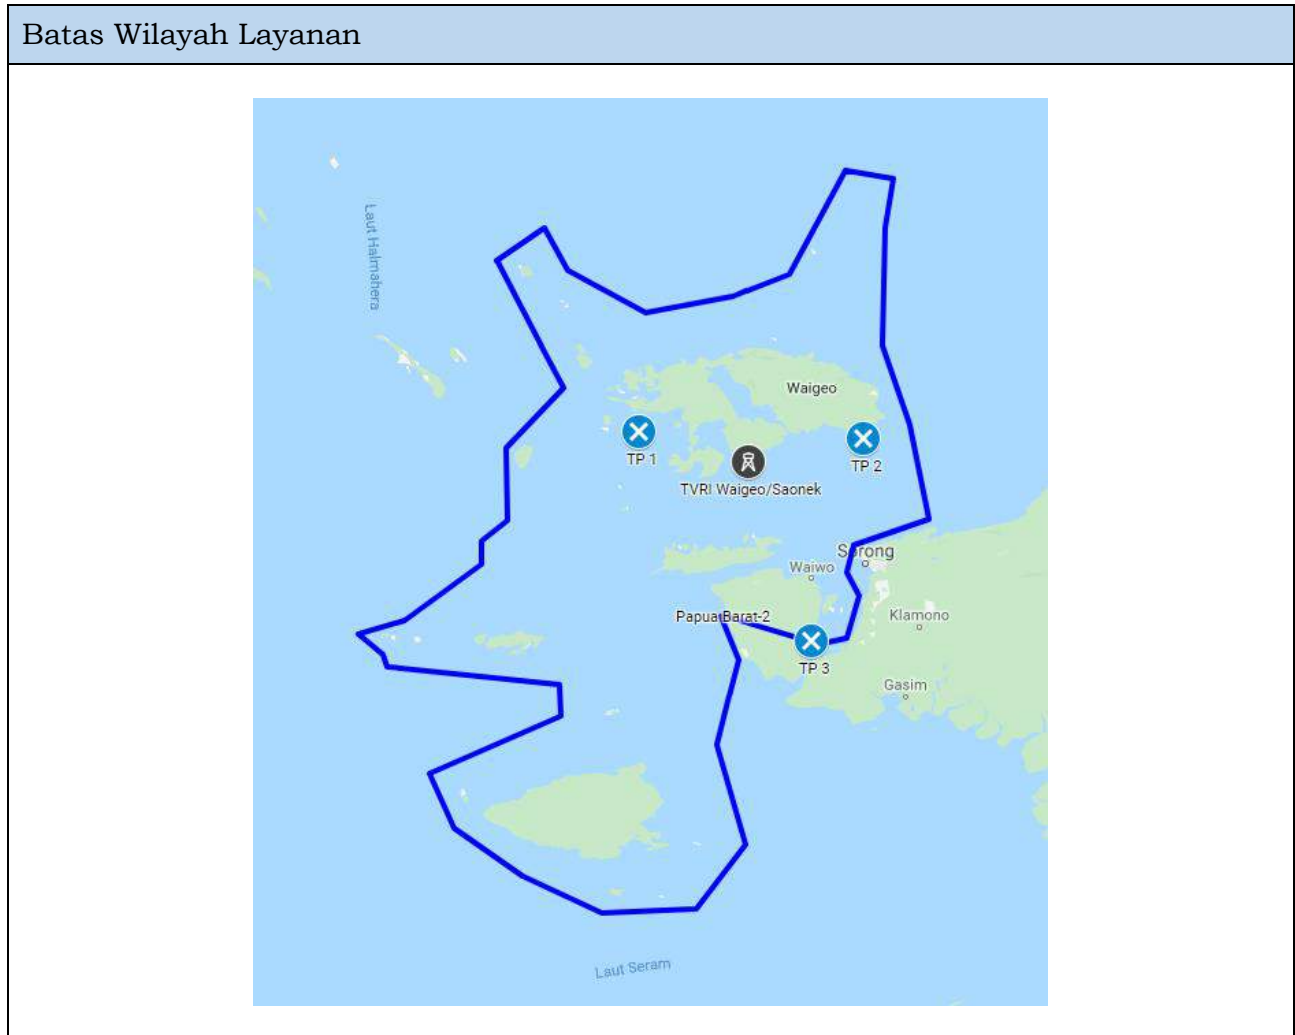 Batas Wilayah Layanan
Laut Halmahera
Waigeo
TP 1
TP 2
TVRI Waigeo/Saonek
Sorong
Waiwo
Papua Barat-2
Klamono
TP 3
Gasim
Laut Seram